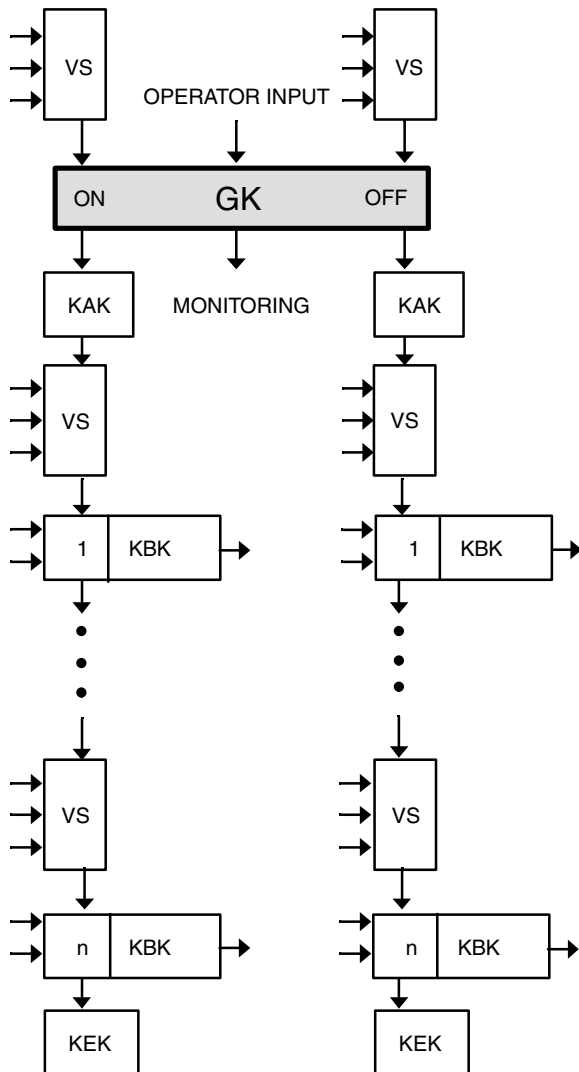 VS VS
OPERATOR INPUT
ON GK OFF
KAK MONITORING KAK
VS VS
1 KBK 1 KBK
VS VS
n KBK n KBK
KEK KEK